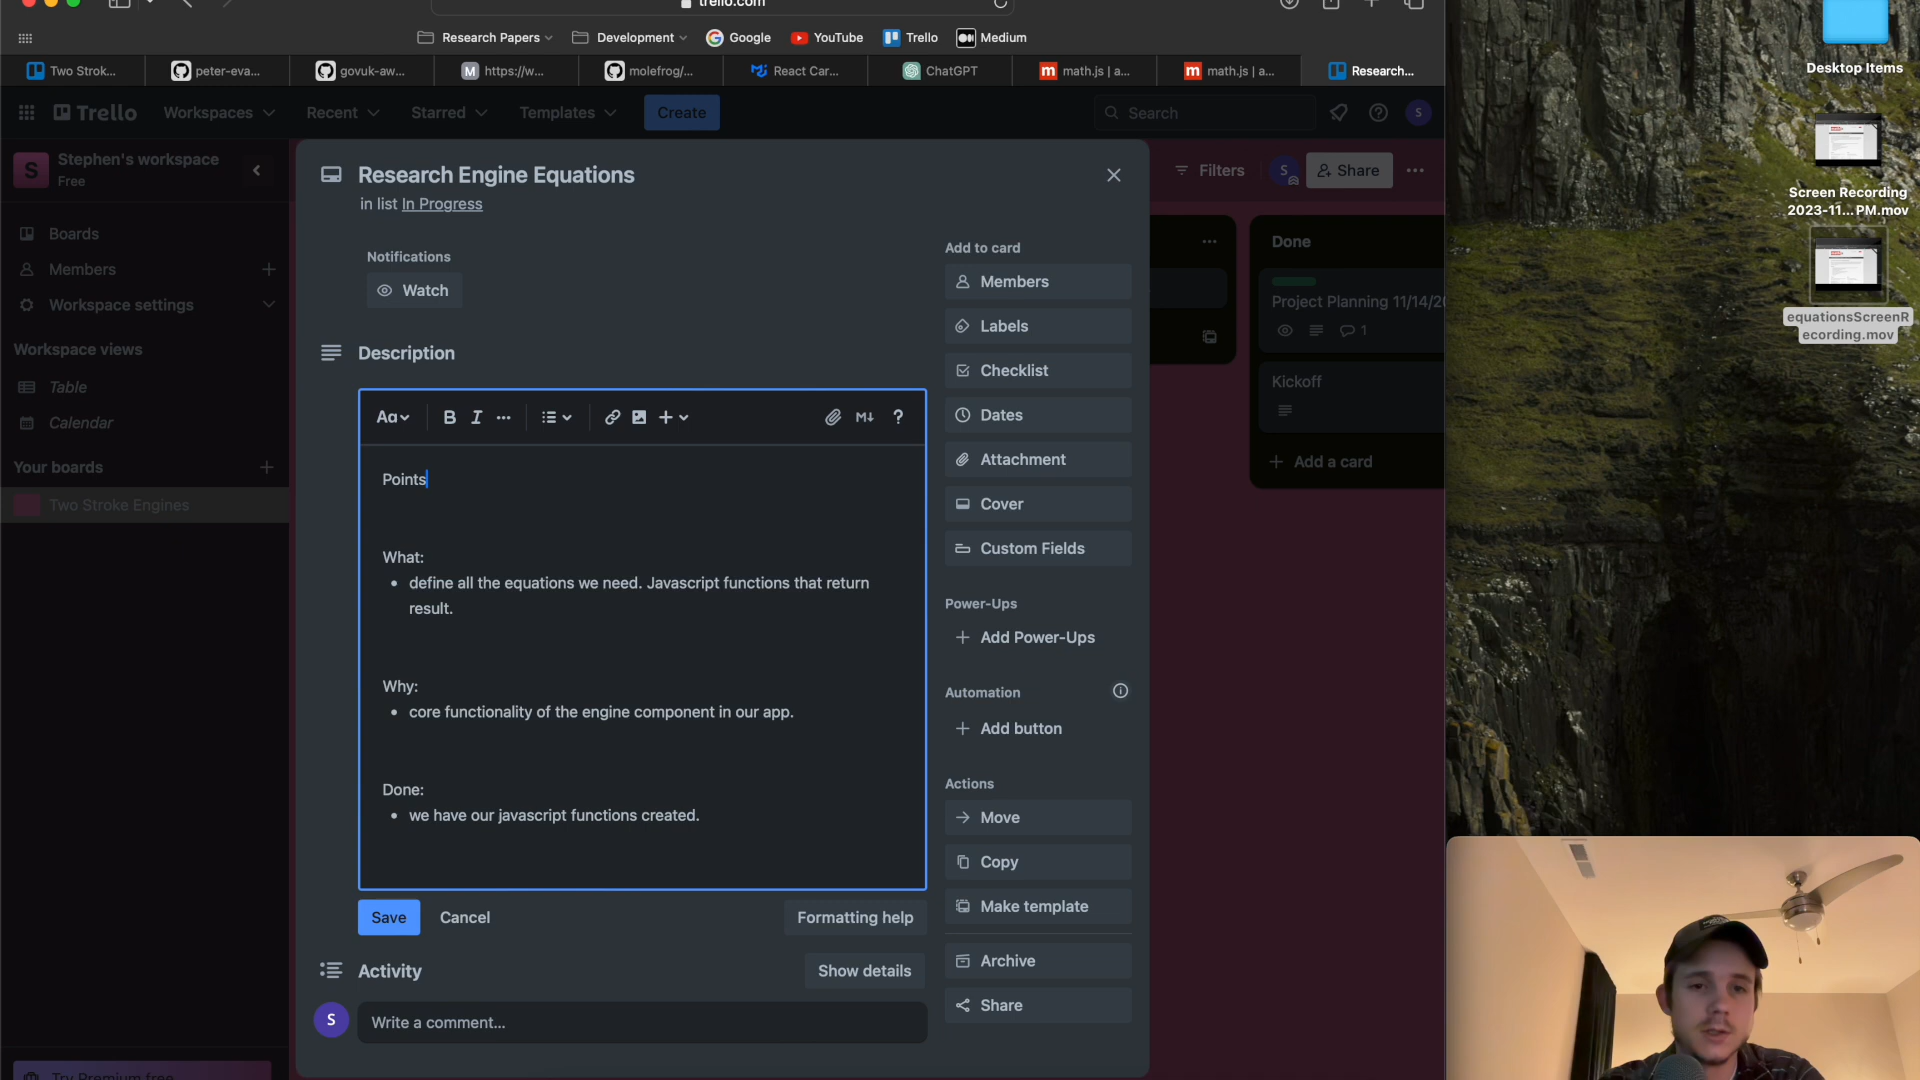 trello.com
Research Papers
Development
Google
YouTube
Trello
Medium
Two Strok...
peter-eva...
govuk-aw...
https://w...
molefrog/...
React Car...
ChatGPT
math.js | a...
math.js | a...
Research...
Trello
Workspaces
Recent
Starred
Templates
Create
Search
S
S
Stephen's workspace
Free
Boards
Members
Workspace settings
Workspace views
Table
Calendar
Your boards
Two Stroke Engines
Try Premium free
Research Engine Equations
in list In Progress
Notifications
Watch
Description
Aa
B
I
M
?
Points
What:
define all the equations we need. Javascript functions that return
result.
Why:
core functionality of the engine component in our app.
Done:
we have our javascript functions created.
Save
Cancel
Formatting help
Activity
Show details
S
Write a comment...
Add to card
Members
Labels
Checklist
Dates
Attachment
Cover
Custom Fields
Power-Ups
Add Power-Ups
Automation
Add button
Actions
Move
Copy
Make template
Archive
Share
Filters
S
Share
Done
Project Planning 11/14/20
1
Kickoff
Add a card
Desktop Items
Screen Recording
2023-11...PM.mov
equationsScreenR
ecording.mov